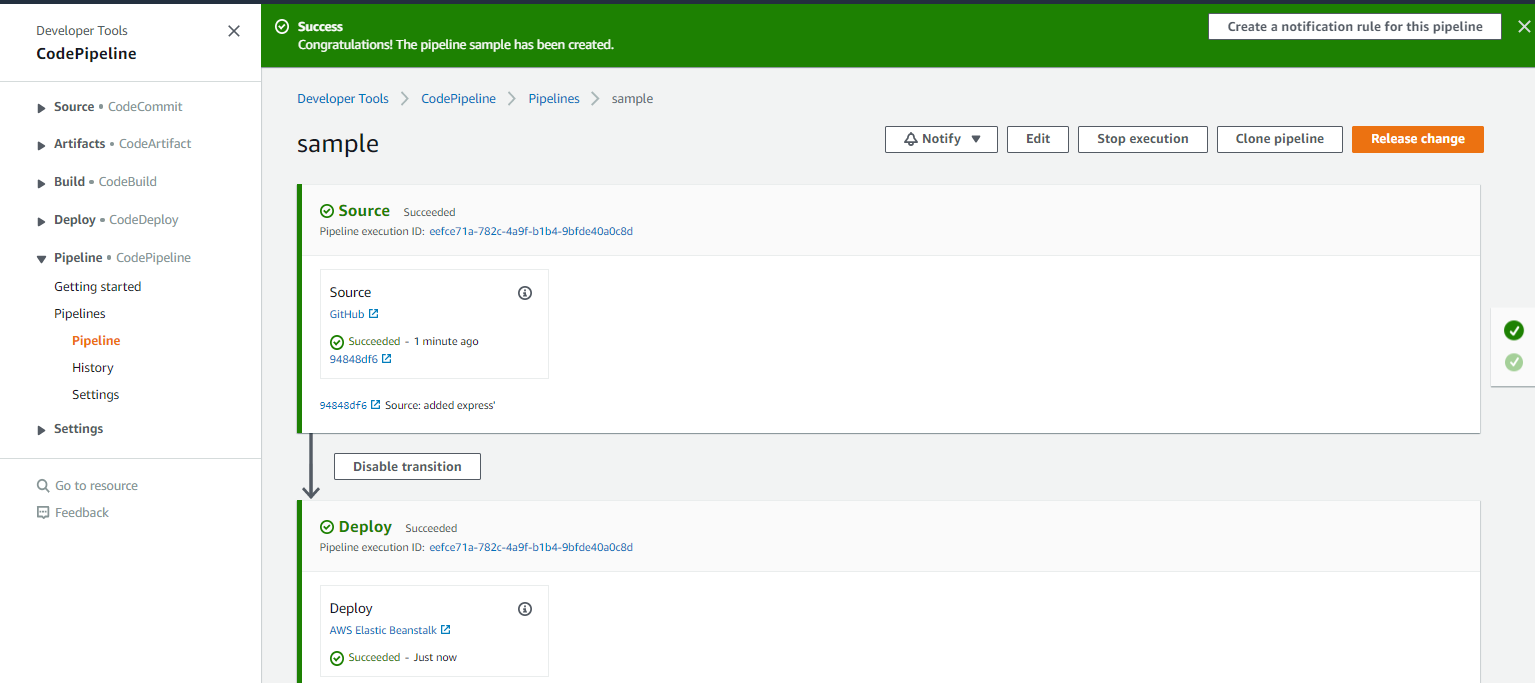 Developer Tools
CodePipeline
Source • CodeCommit
Artifacts • CodeArtifact
Build • CodeBuild
Deploy • CodeDeploy
Pipeline • CodePipeline
Getting started
Pipelines
Pipeline
History
Settings
Settings
Go to resource
Feedback
Success
Congratulations! The pipeline sample has been created.
Create a notification rule for this pipeline
Developer Tools > CodePipeline > Pipelines > sample
sample
Notify
Edit
Stop execution
Clone pipeline
Release change
Source Succeeded
Pipeline execution ID: eefce71a-782c-4a9f-b1b4-9bfde40a0c8d
Source
GitHub
Succeeded - 1 minute ago
94848df6
94848df6 Source: added express'
Disable transition
Deploy Succeeded
Pipeline execution ID: eefce71a-782c-4a9f-b1b4-9bfde40a0c8d
Deploy
AWS Elastic Beanstalk
Succeeded - Just now